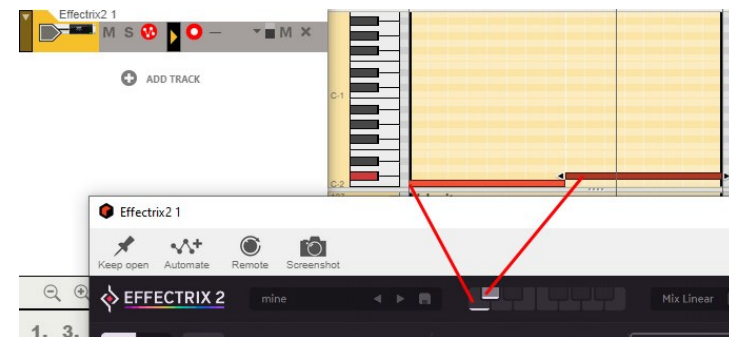 Effectrix2 1
M S
M
ADD TRACK
C-1
C-2
Effectrix2 1
Keep open Automate Remote Screenshot
EFFECTRIX 2 mine Mix Linear
1. 3.